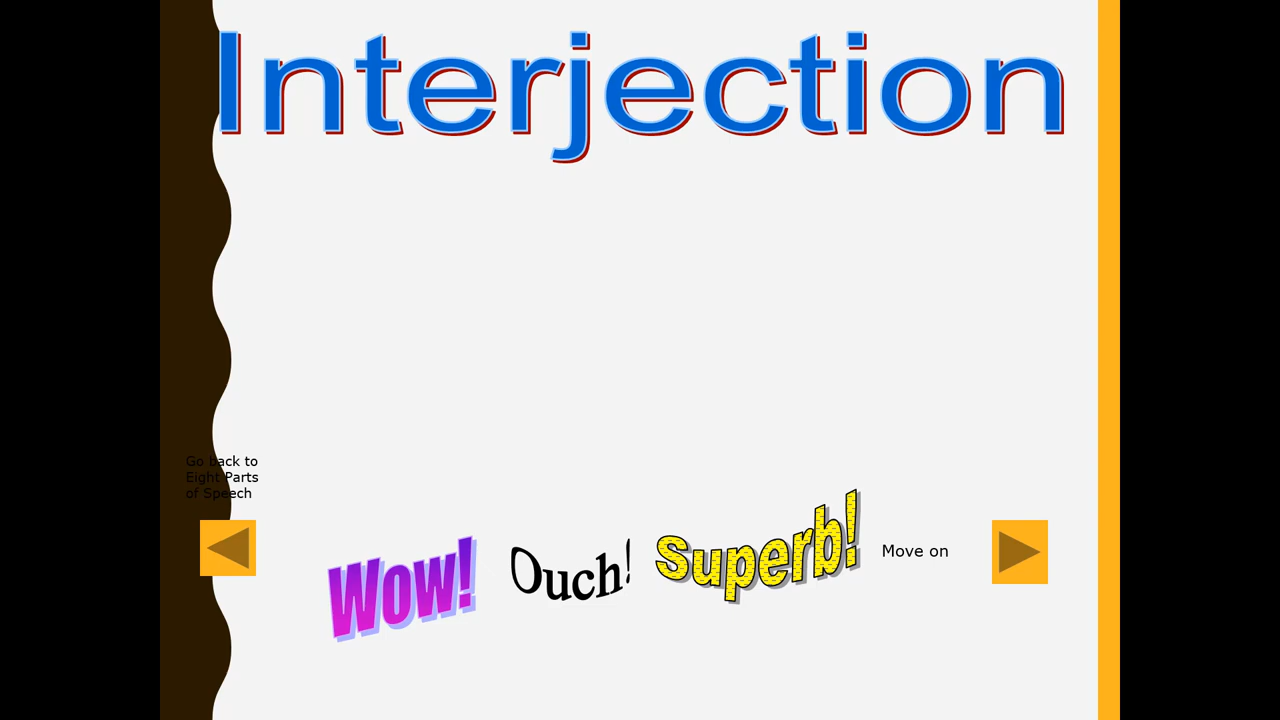 Interjection
Go back to
Eight Parts
of Speech
Wow! Ouch! Superb! Move on